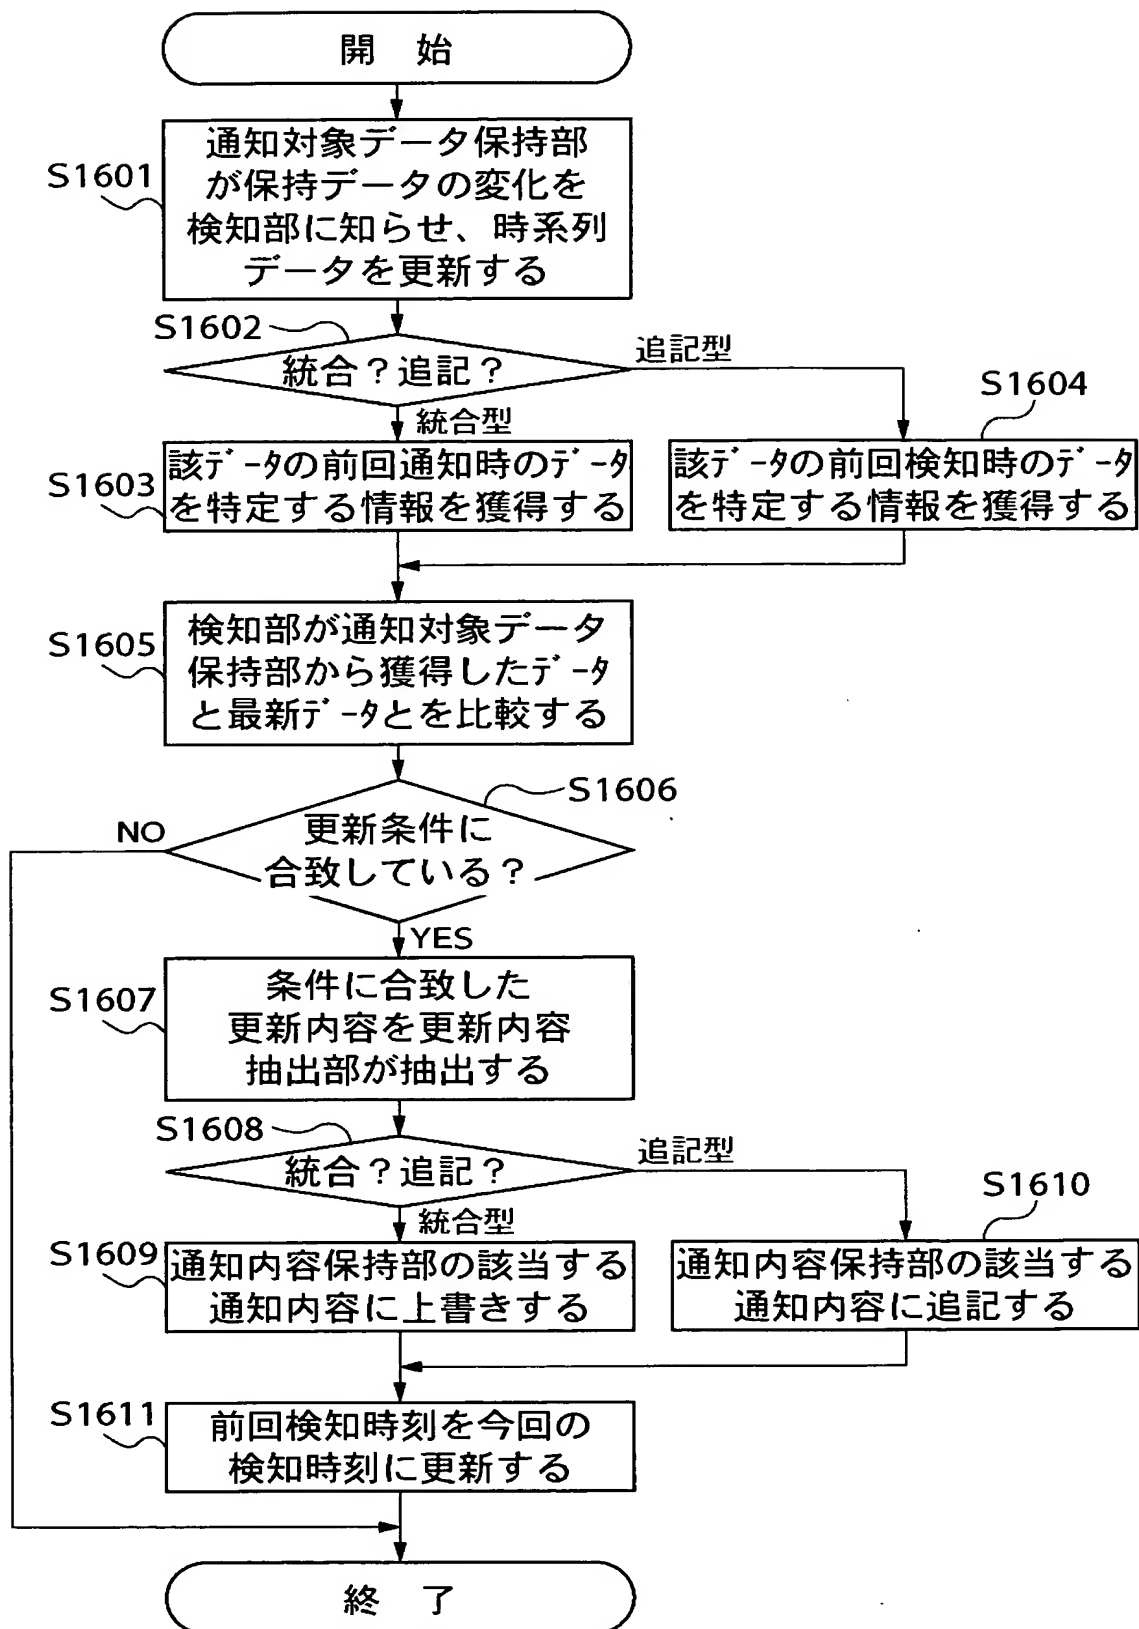 開 始
S1601
通知対象データ保持部
が保持データの変化を
検知部に知らせ、時系列
データを更新する
S1602
統合？追記？
追記型
統合型
S1603
該ﾃﾞｰﾀの前回通知時のﾃﾞｰﾀ
を特定する情報を獲得する
S1604
該ﾃﾞｰﾀの前回検知時のﾃﾞｰﾀ
を特定する情報を獲得する
S1605
検知部が通知対象データ
保持部から獲得したﾃﾞｰﾀ
と最新ﾃﾞｰﾀとを比較する
S1606
更新条件に
合致している？
NO
YES
S1607
条件に合致した
更新内容を更新内容
抽出部が抽出する
S1608
統合？追記？
追記型
統合型
S1609
通知内容保持部の該当する
通知内容に上書きする
S1610
通知内容保持部の該当する
通知内容に追記する
S1611
前回検知時刻を今回の
検知時刻に更新する
終 了